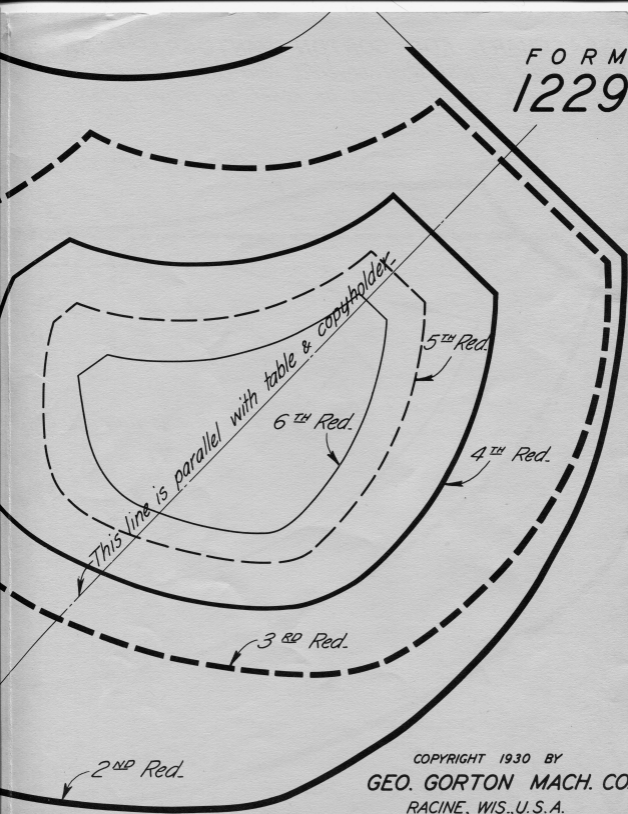 FORM
1229
This line is parallel with table & copyholder.
5TH Red.
6TH Red.
4TH Red.
3RD Red.
2ND Red.
COPYRIGHT 1930 BY
GEO. GORTON MACH. CO.
RACINE, WIS., U.S.A.